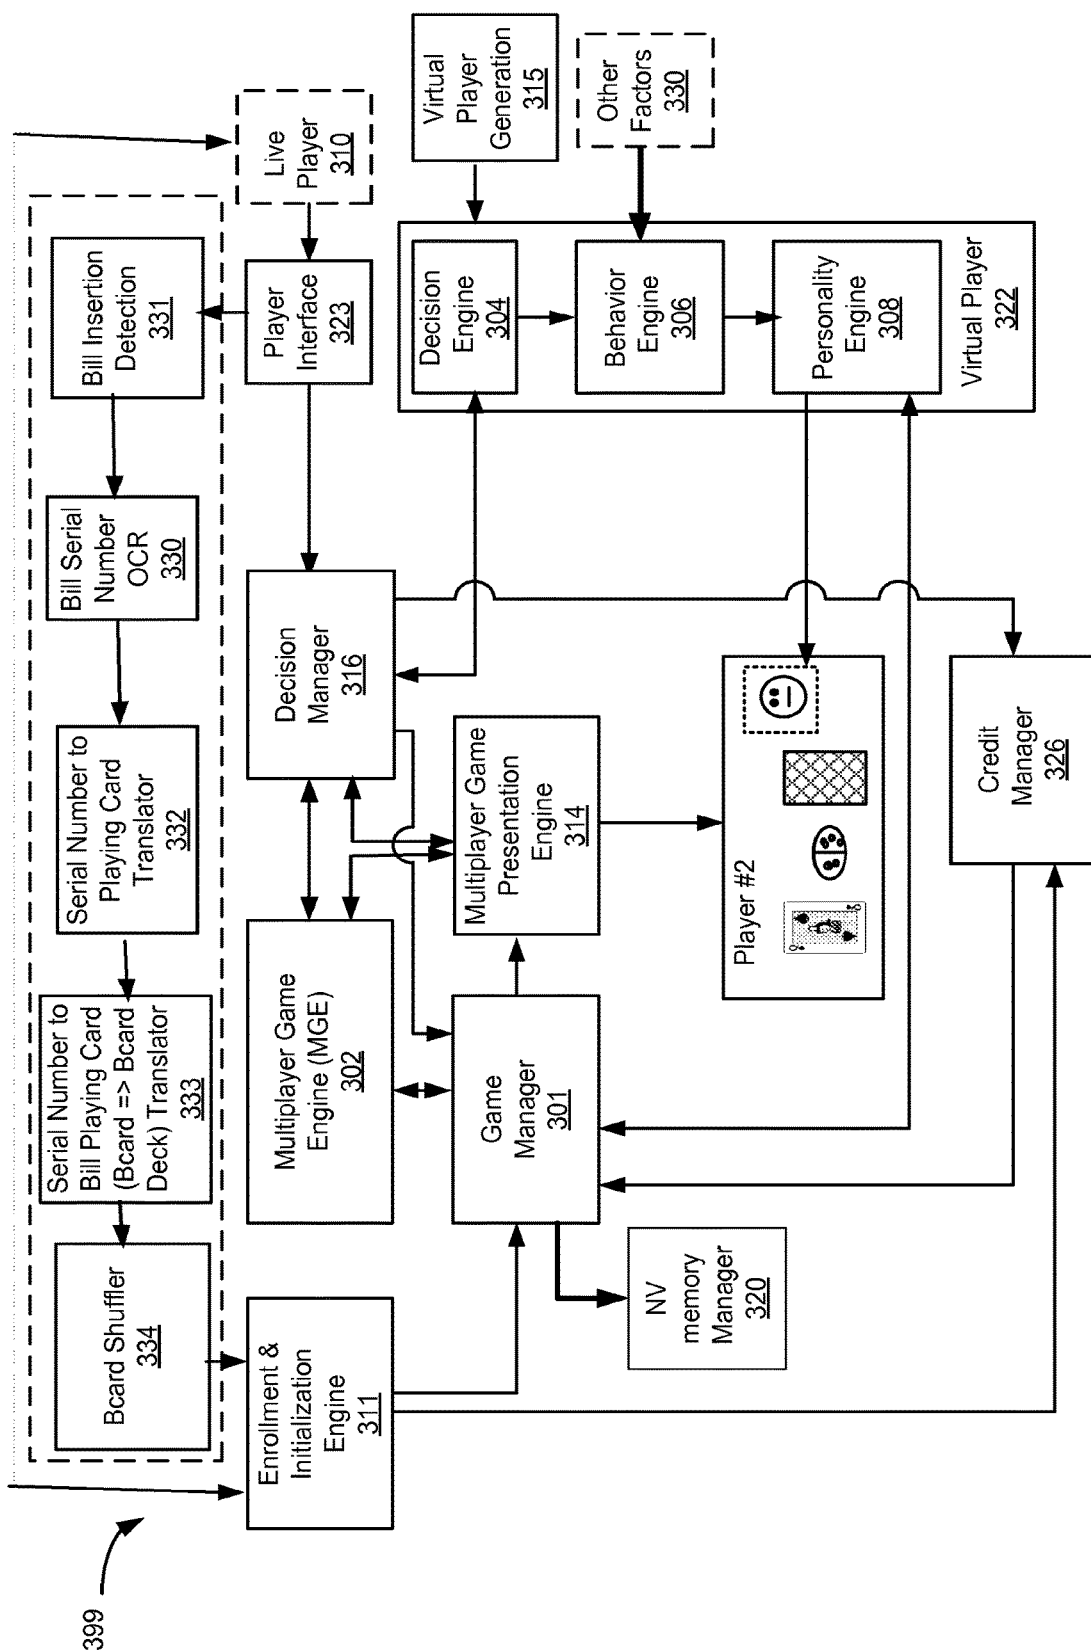 399
Bcard Shuffler
334
Serial Number to
Bill Playing Card
(Bcard => Bcard
Deck) Translator
333
Serial Number to
Playing Card
Translator
332
Bill Serial
Number
OCR
330
Bill Insertion
Detection
331
Enrollment &
Initialization
Engine
311
Multiplayer Game
Engine (MGE)
302
Decision
Manager
316
Player
Interface
323
Live
Player
310
NV
memory
Manager
320
Game
Manager
301
Multiplayer Game
Presentation
Engine
314
Decision
Engine
304
Behavior
Engine
306
Personality
Engine
308
Virtual Player
322
Virtual
Player
Generation
315
Other
Factors
330
Player #2
Q
Q
Credit
Manager
326